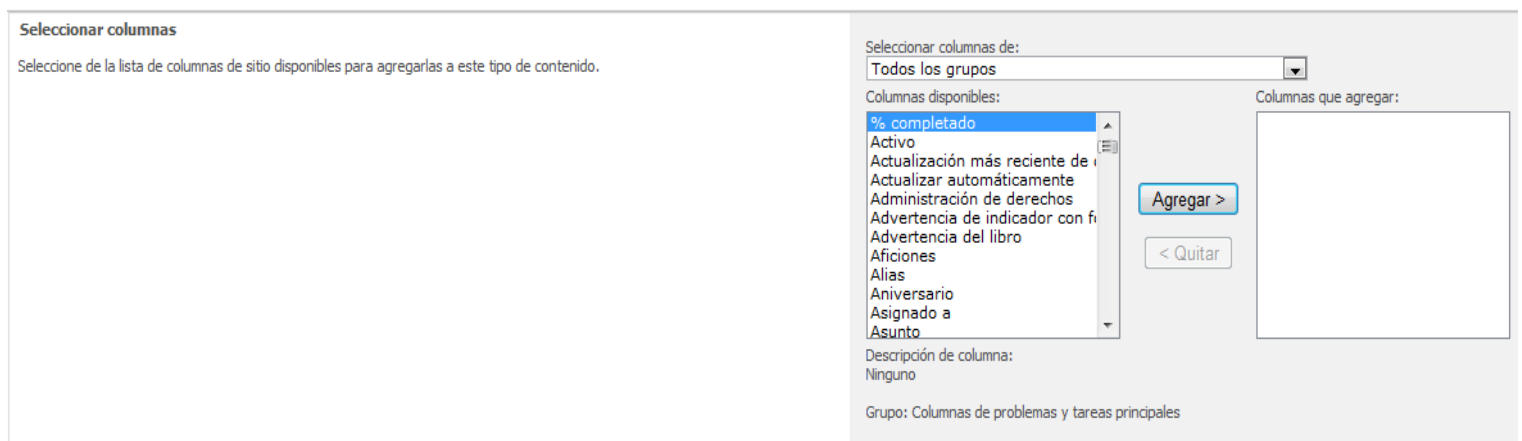 Seleccionar columnas
Seleccione de la lista de columnas de sitio disponibles para agregarlas a este tipo de contenido.
Seleccionar columnas de:
Todos los grupos
Columnas disponibles:
% completado
Activo
Actualización más reciente de
Actualizar automáticamente
Administración de derechos
Advertencia de indicador con
Advertencia del libro
Aficiones
Alias
Aniversario
Asignado a
Asunto
Agregar >
< Quitar
Columnas que agregar:
Descripción de columna:
Ninguno
Grupo: Columnas de problemas y tareas principales